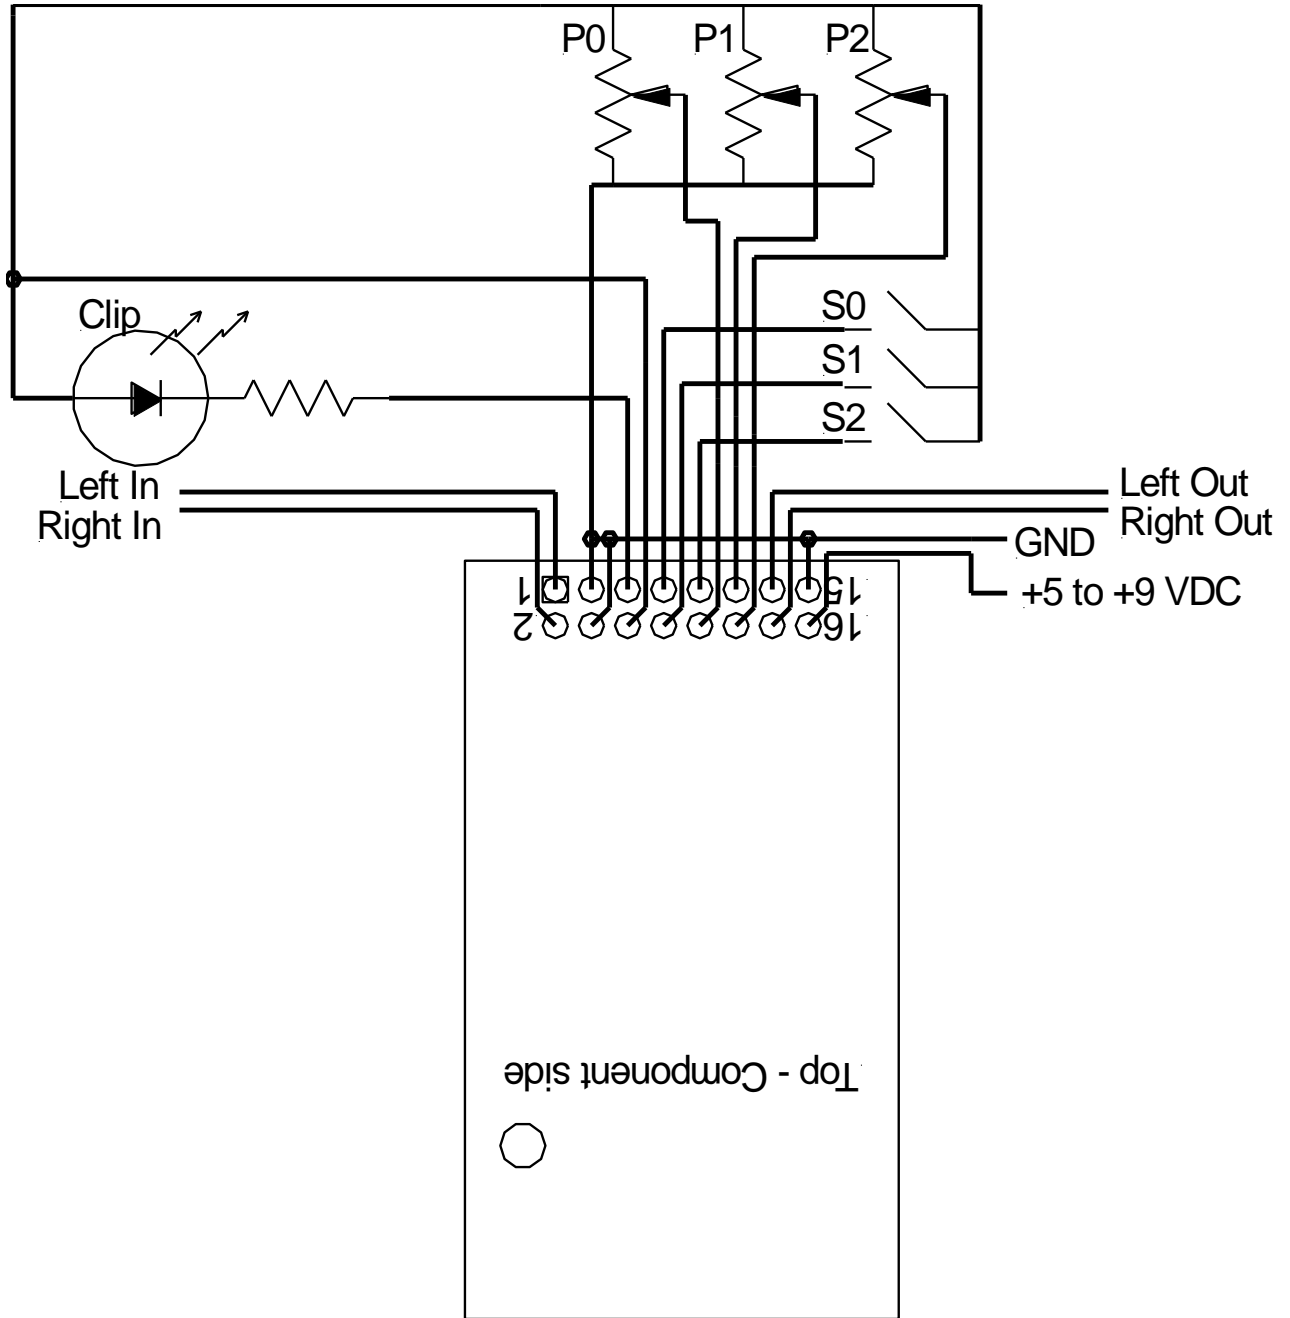 P0 P1 P2
Clip
S0
S1
S2
Left In
Right In
Left Out
Right Out
GND
+5 to +9 VDC
1 15
2 16
Top - Component side